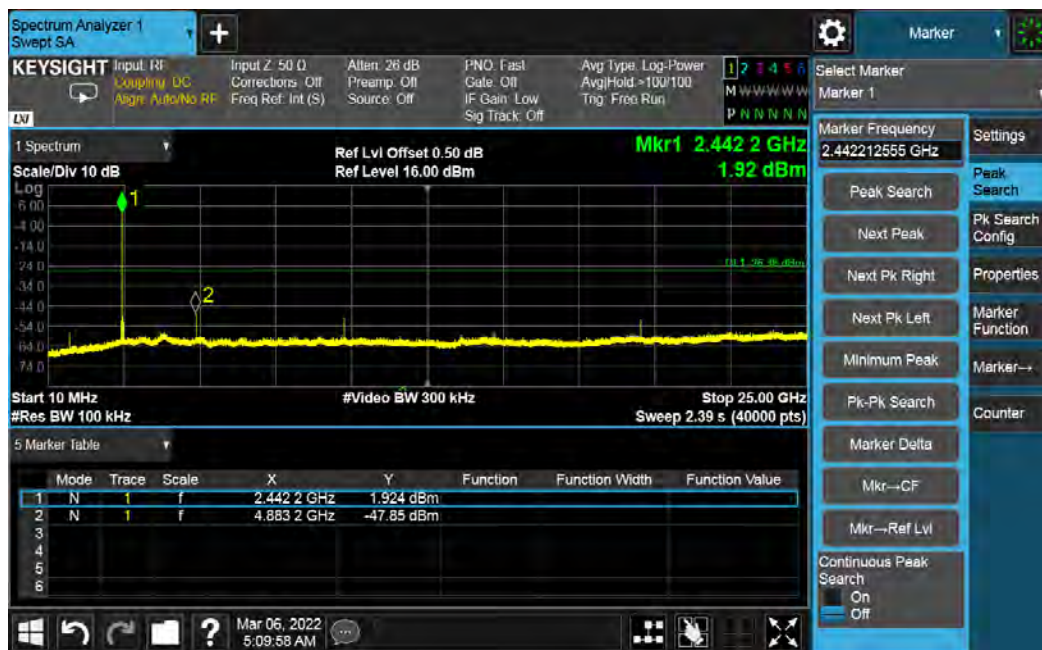 Spectrum Analyzer 1
Swept SA
+
Marker
KEYSIGHT Input: RF Input Z: 50 Ω Atten: 26 dB PNO: Fast Avg Type: Log-Power 1 2 3 4 5 6
Coupling: DC Corrections: Off Preamp: Off Gate: Off Avg|Hold:>100/100 M W W W W W W
Align: Auto/No RF Freq Ref: Int (S) Source: Off IF Gain: Low Trig: Free Run
LXI Sig Track: Off P N N N N N
Select Marker
Marker 1
1 Spectrum
Scale/Div 10 dB
Ref Lvl Offset 0.50 dB
Ref Level 16.00 dBm
Mkr1 2.442 2 GHz
1.92 dBm
Log
6.00
-4.00
-14.0
-24.0
-34.0
-44.0
-54.0
-64.0
-74.0
1
2
Start 10 MHz #Video BW 300 kHz Stop 25.00 GHz
#Res BW 100 kHz Sweep 2.39 s (40000 pts)
5 Marker Table
Mode Trace Scale X Y Function Function Width Function Value
1 N 1 f 2.442 2 GHz 1.924 dBm
2 N 1 f 4.883 2 GHz -47.85 dBm
3
4
5
6
Marker Frequency
2.442212555 GHz
Peak Search
Next Peak
Next Pk Right
Next Pk Left
Minimum Peak
Pk-Pk Search
Marker Delta
Mkr→CF
Mkr→Ref Lvl
Continuous Peak
Search
On
Off
Settings
Peak
Search
Pk Search
Config
Properties
Marker
Function
Marker→
Counter
?
Mar 06, 2022
5:09:58 AM